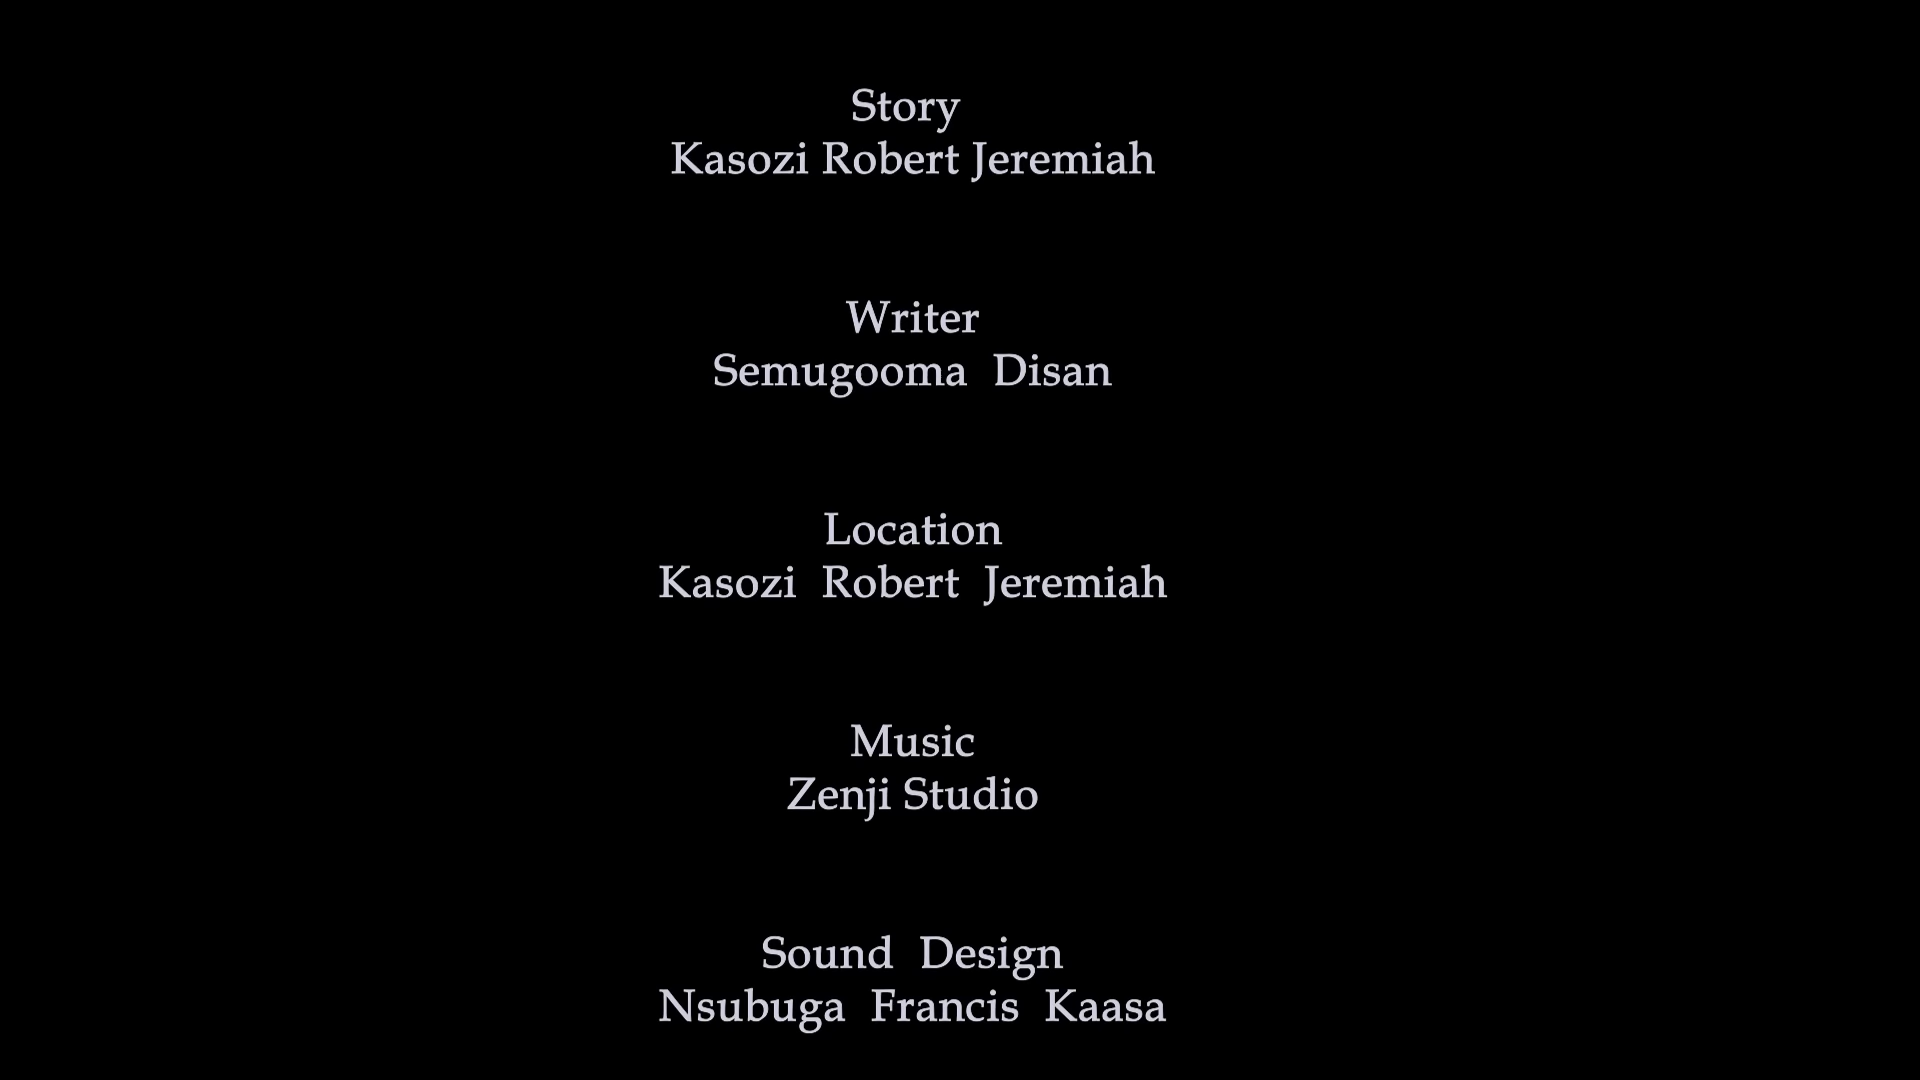 Story
Kasozi Robert Jeremiah
Writer
Semugooma Disan
Location
Kasozi Robert Jeremiah
Music
Zenji Studio
Sound Design
Nsubuga Francis Kaasa